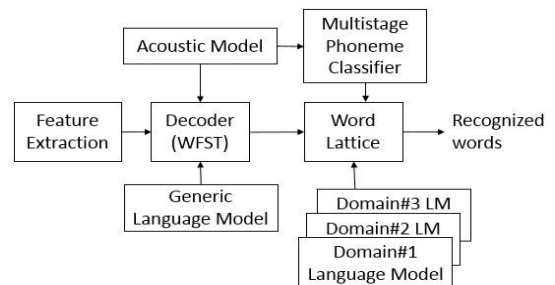 Acoustic Model
Multistage
Phoneme
Classifier
Feature
Extraction
Decoder
(WFST)
Word
Lattice
Recognized
words
Generic
Language Model
Domain#3 LM
Domain#2 LM
Domain#1
Language Model